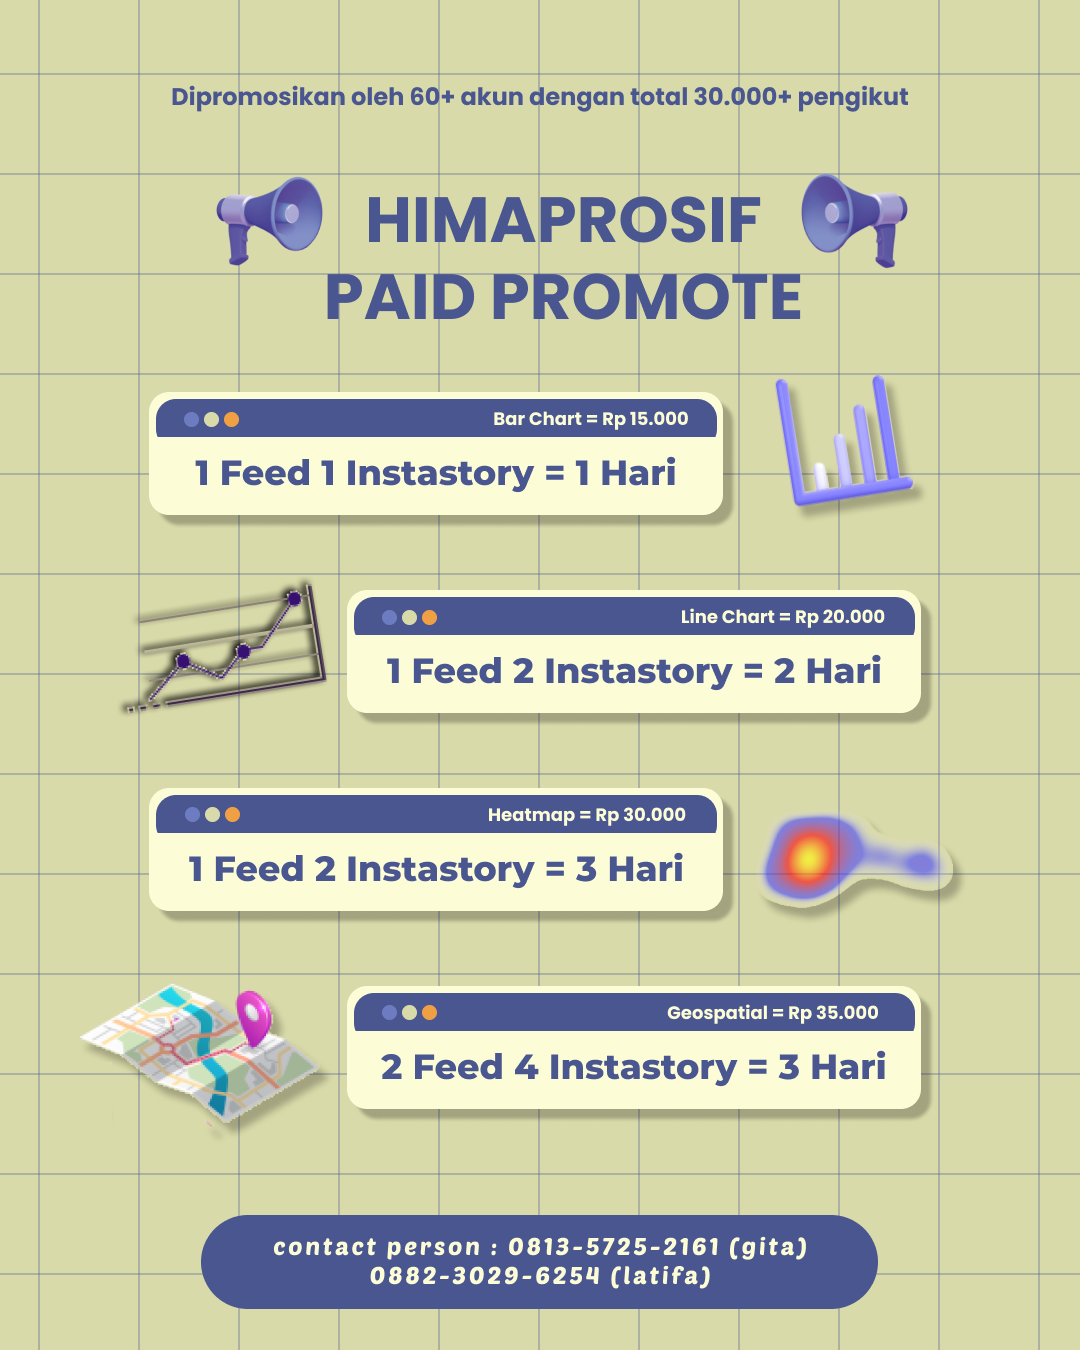 Dipromosikan oleh 60+ akun dengan total 30.000+ pengikut
HIMAPROSIF
PAID PROMOTE
Bar Chart = Rp 15.000
1 Feed 1 Instastory = 1 Hari
Line Chart = Rp 20.000
1 Feed 2 Instastory = 2 Hari
Heatmap = Rp 30.000
1 Feed 2 Instastory = 3 Hari
Geospatial = Rp 35.000
2 Feed 4 Instastory = 3 Hari
contact person : 0813-5725-2161 (gita)
0882-3029-6254 (latifa)